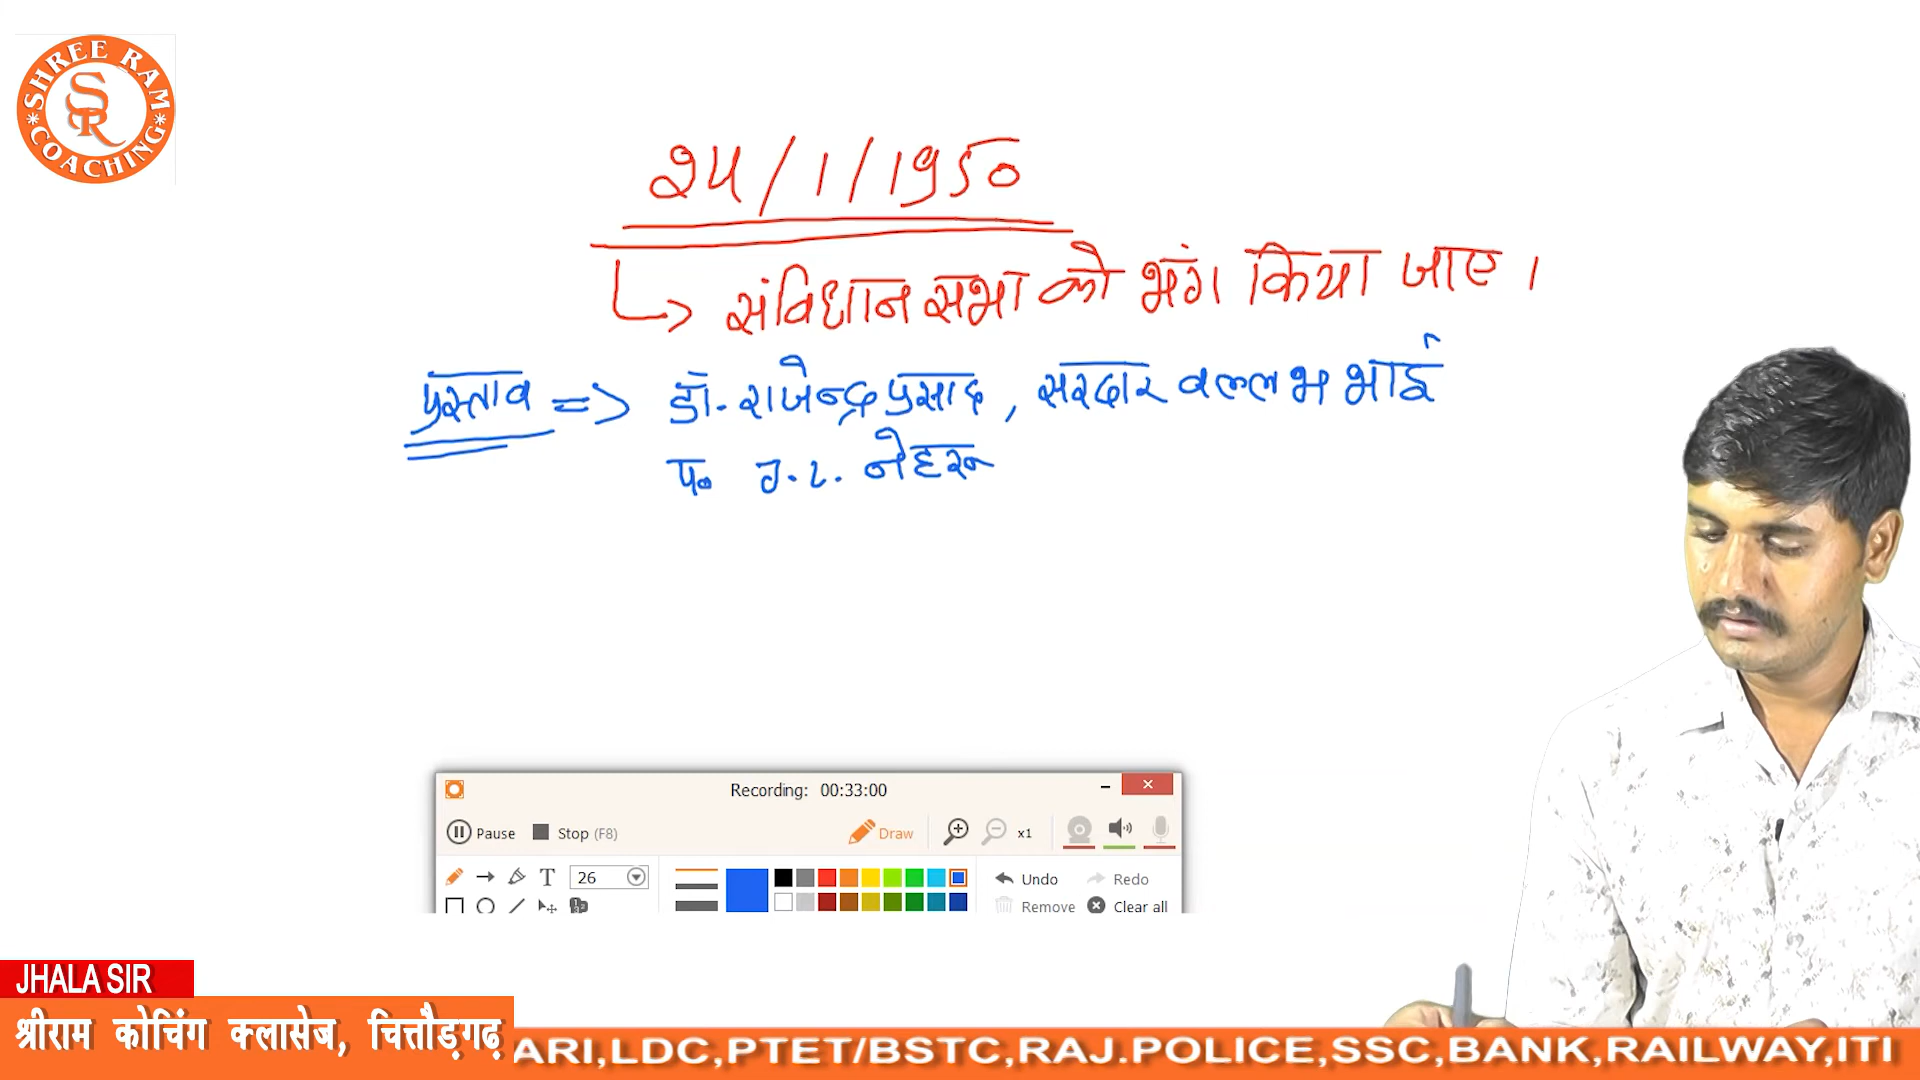 SHREE RAM
SR
COACHING
24/1/1950
संविधान सभा को भंग किया जाए।
प्रस्ताव => डॉ. राजेन्द्र प्रसाद, सरदार वल्लभ भाई
प० ज.ल. नेहरू
Recording: 00:33:00
Pause Stop (F8) Draw x1
T 26 Undo Redo
Remove Clear all
JHALA SIR
श्रीराम कोचिंग क्लासेज, चित्तौड़गढ़
ARI,LDC,PTET/BSTC,RAJ.POLICE,SSC,BANK,RAILWAY,ITI